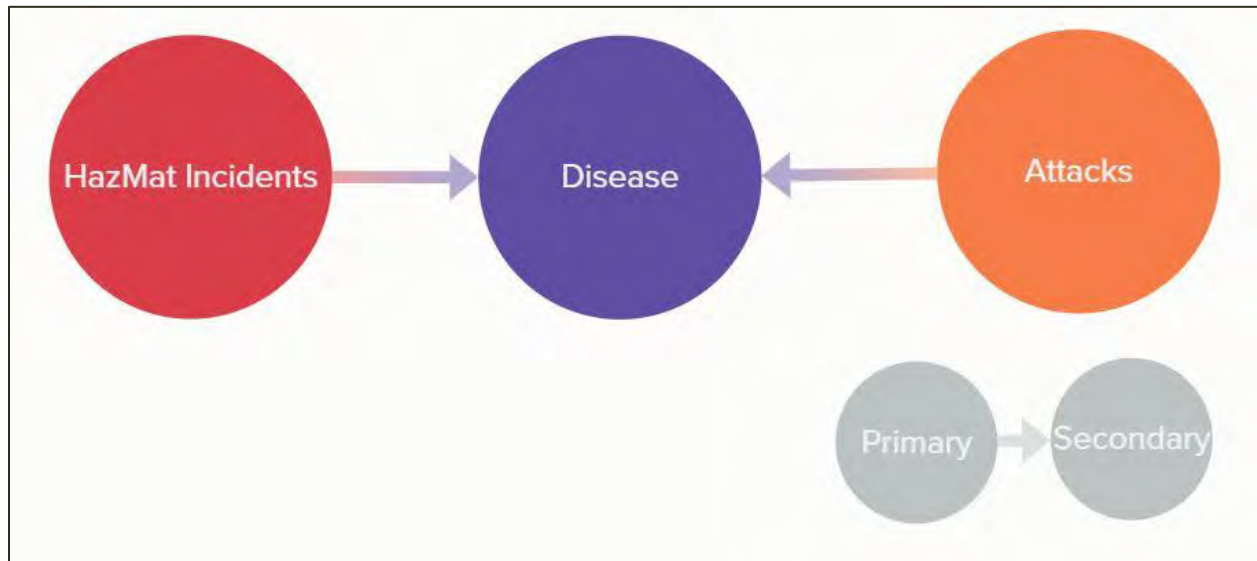 HazMat Incidents
Disease
Attacks
Primary
Secondary